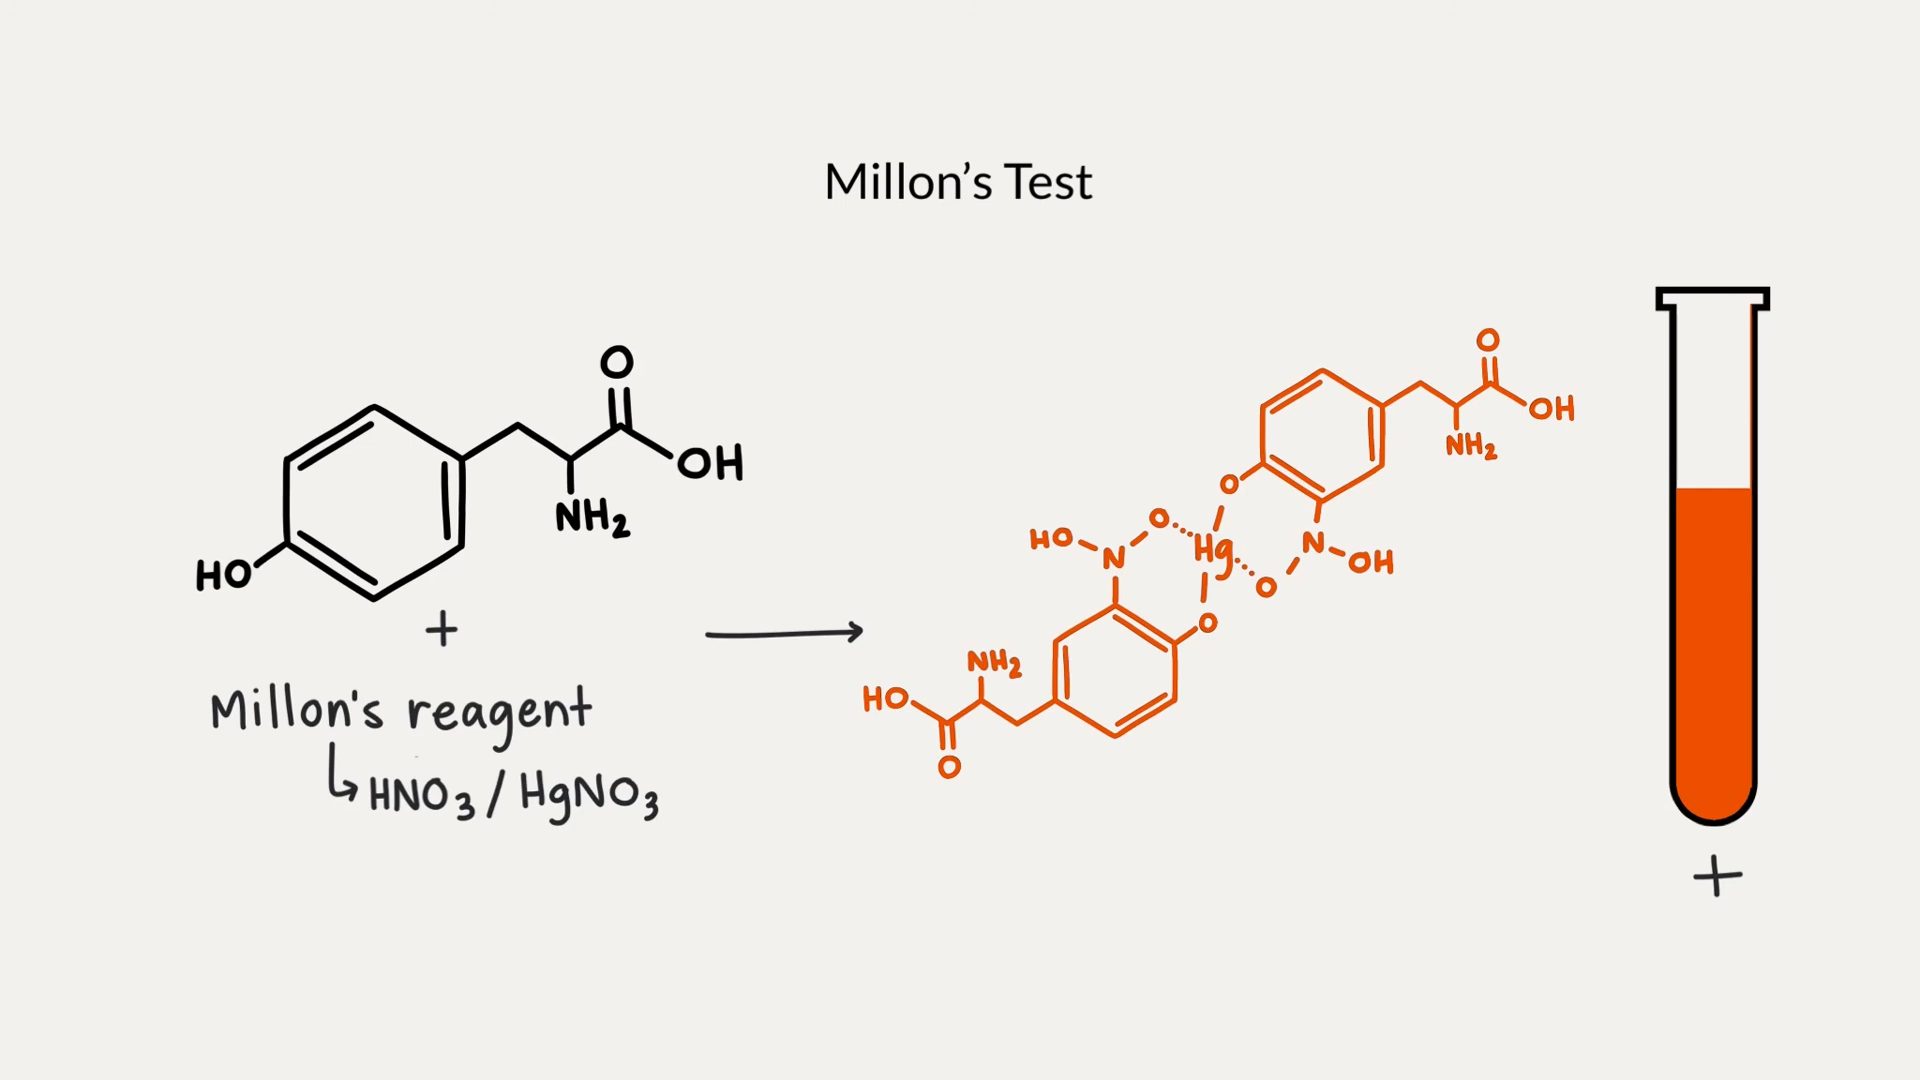 Millon's Test
O
OH
NH2
HO
+
Millon's reagent
HNO3 / HgNO3
O
OH
NH2
O
O
HO
N
Hg
N
OH
O
O
NH2
HO
O
+